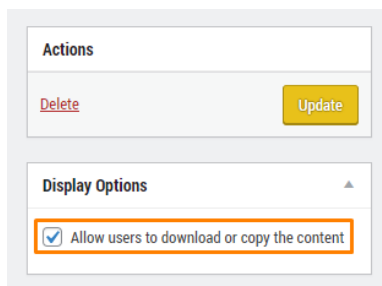 Actions
Delete
Update
Display Options
Allow users to download or copy the content